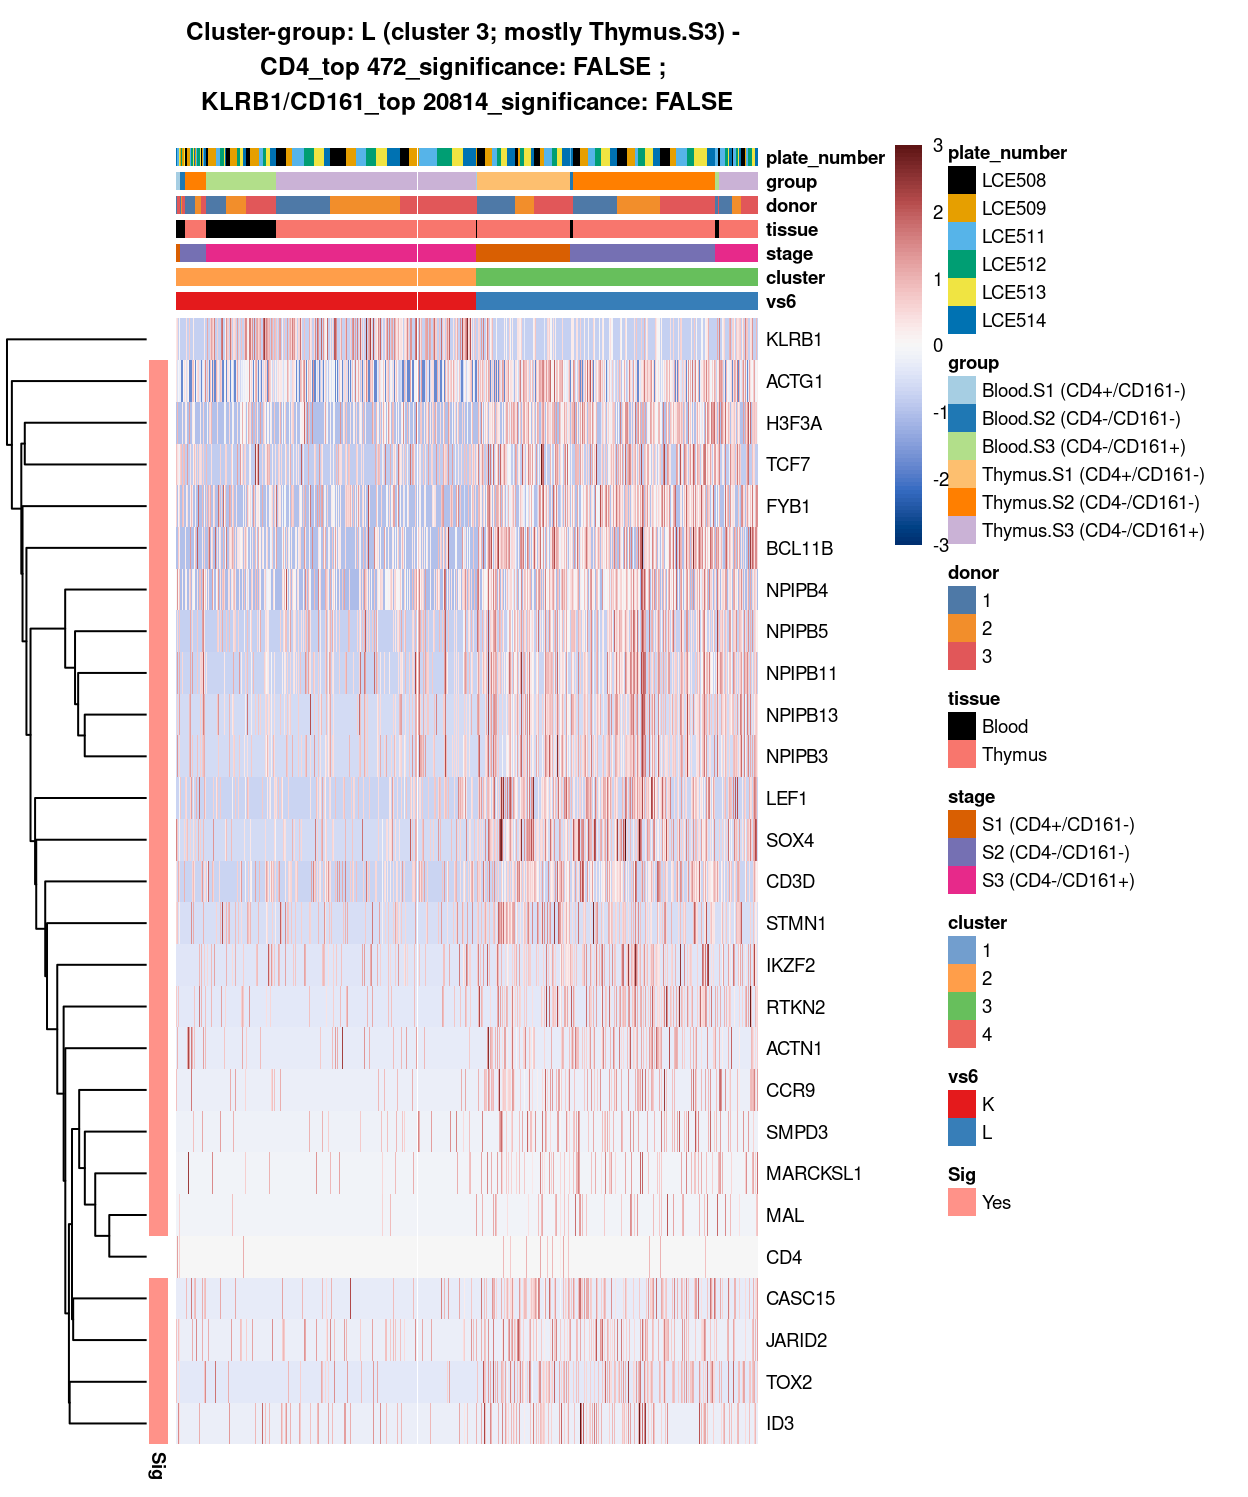 Cluster-group: L (cluster 3; mostly Thymus.S3) -
CD4_top 472_significance: FALSE ;
KLRB1/CD161_top 20814_significance: FALSE
plate_number
group
donor
tissue
stage
cluster
vs6
KLRB1
ACTG1
H3F3A
TCF7
FYB1
BCL11B
NPIPB4
NPIPB5
NPIPB11
NPIPB13
NPIPB3
LEF1
SOX4
CD3D
STMN1
IKZF2
RTKN2
ACTN1
CCR9
SMPD3
MARCKSL1
MAL
CD4
CASC15
JARID2
TOX2
ID3
Sig
3
2
1
0
-1
-2
-3
plate_number
LCE508
LCE509
LCE511
LCE512
LCE513
LCE514
group
Blood.S1 (CD4+/CD161-)
Blood.S2 (CD4-/CD161-)
Blood.S3 (CD4-/CD161+)
Thymus.S1 (CD4+/CD161-)
Thymus.S2 (CD4-/CD161-)
Thymus.S3 (CD4-/CD161+)
donor
1
2
3
tissue
Blood
Thymus
stage
S1 (CD4+/CD161-)
S2 (CD4-/CD161-)
S3 (CD4-/CD161+)
cluster
1
2
3
4
vs6
K
L
Sig
Yes